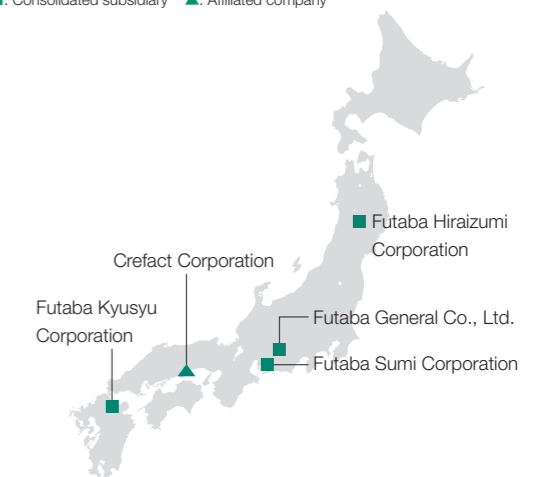 : Consolidated subsidiary ▲: Affiliated company
Futaba Hiraizumi
Corporation
Crefact Corporation
Futaba Kyusyu
Corporation
Futaba General Co., Ltd.
Futaba Sumi Corporation